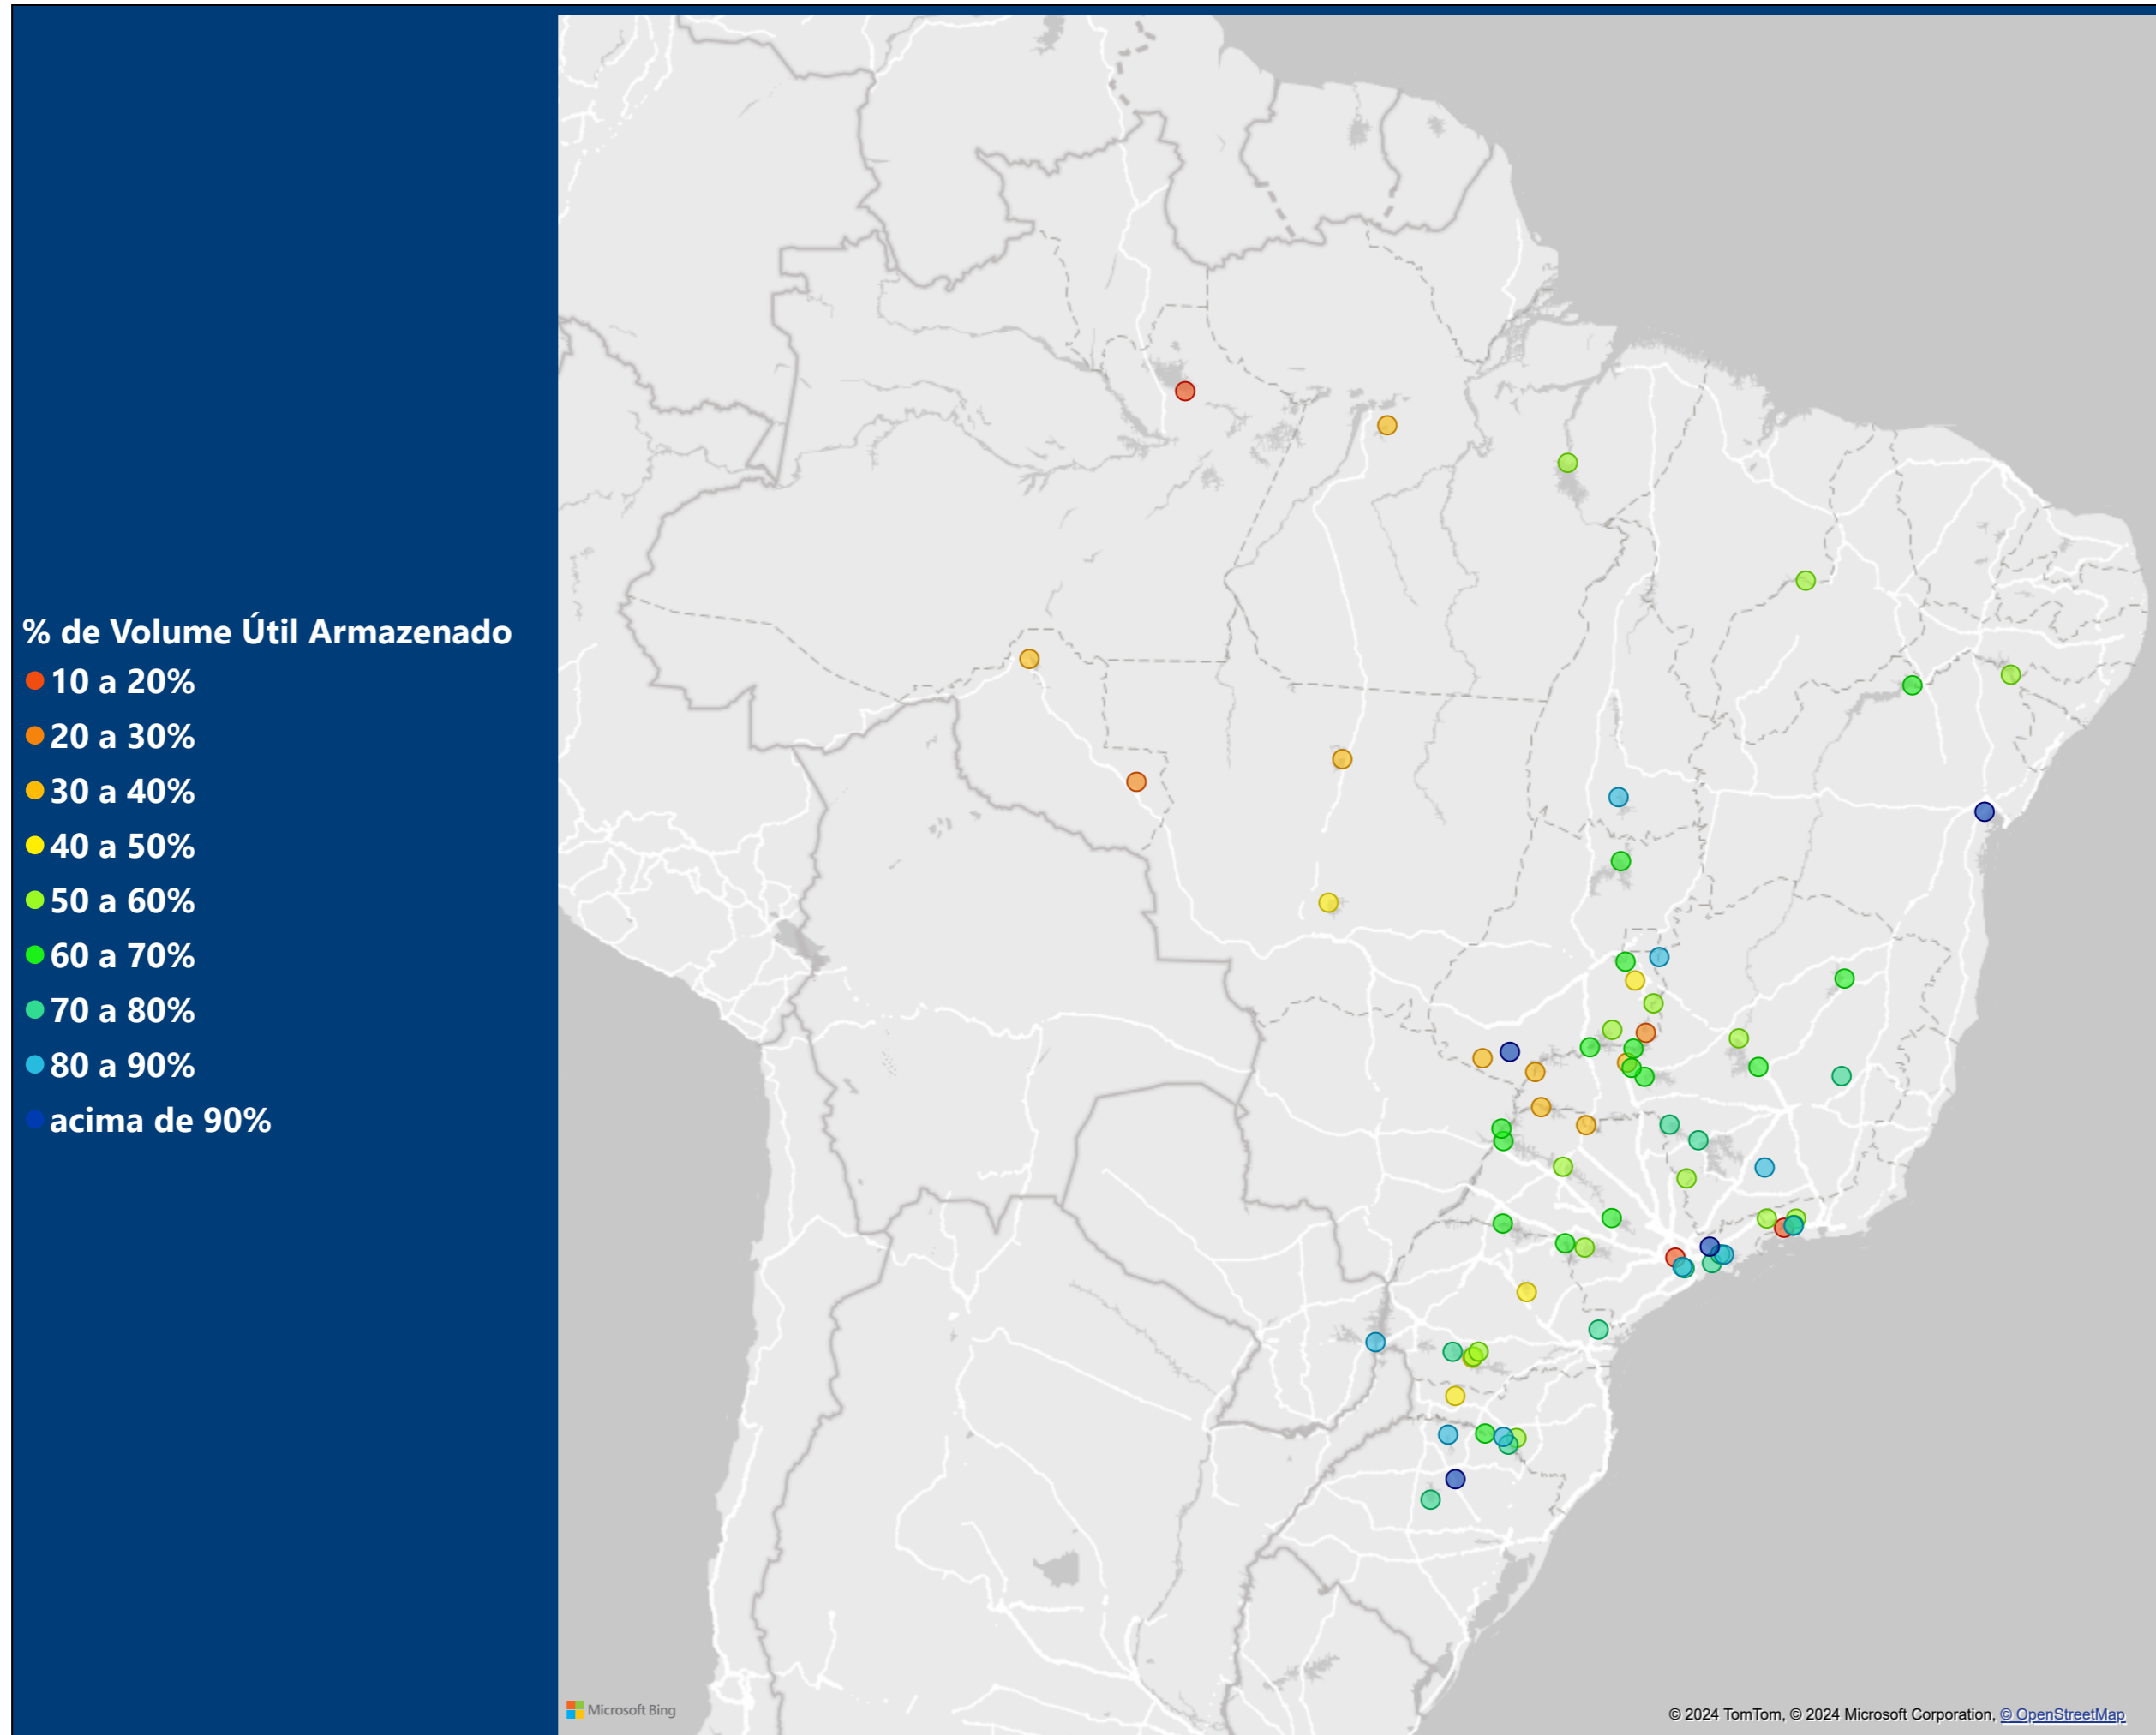 % de Volume Útil Armazenado
10 a 20%
20 a 30%
30 a 40%
40 a 50%
50 a 60%
60 a 70%
70 a 80%
80 a 90%
acima de 90%
Microsoft Bing
© 2024 TomTom, © 2024 Microsoft Corporation, © OpenStreetMap